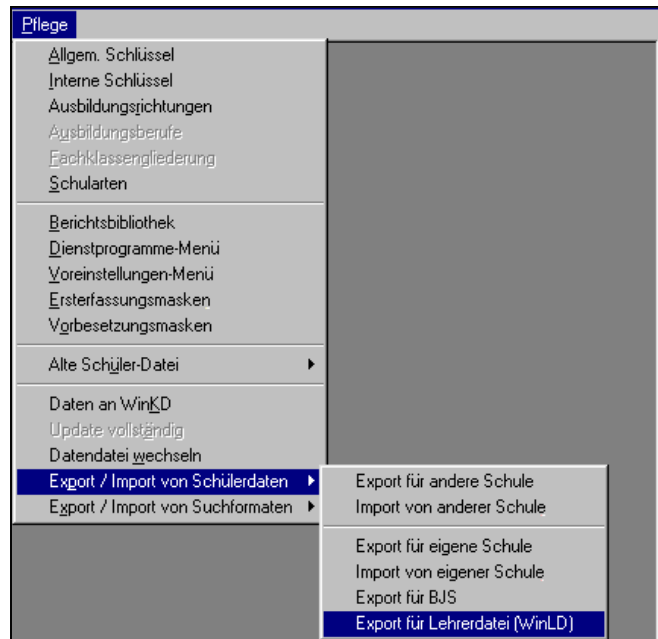 Pflege
Allgem. Schlüssel
Interne Schlüssel
Ausbildungsrichtungen
Ausbildungsberufe
Fachklassengliederung
Schularten
Berichtsbibliothek
Dienstprogramme-Menü
Voreinstellungen-Menü
Ersterfassungsmasken
Vorbesetzungsmasken
Alte Schüler-Datei
Daten an WinKD
Update vollständig
Datendatei wechseln
Export / Import von Schülerdaten
Export / Import von Suchformaten
Export für andere Schule
Import von anderer Schule
Export für eigene Schule
Import von eigener Schule
Export für BJS
Export für Lehrerdatei (WinLD)